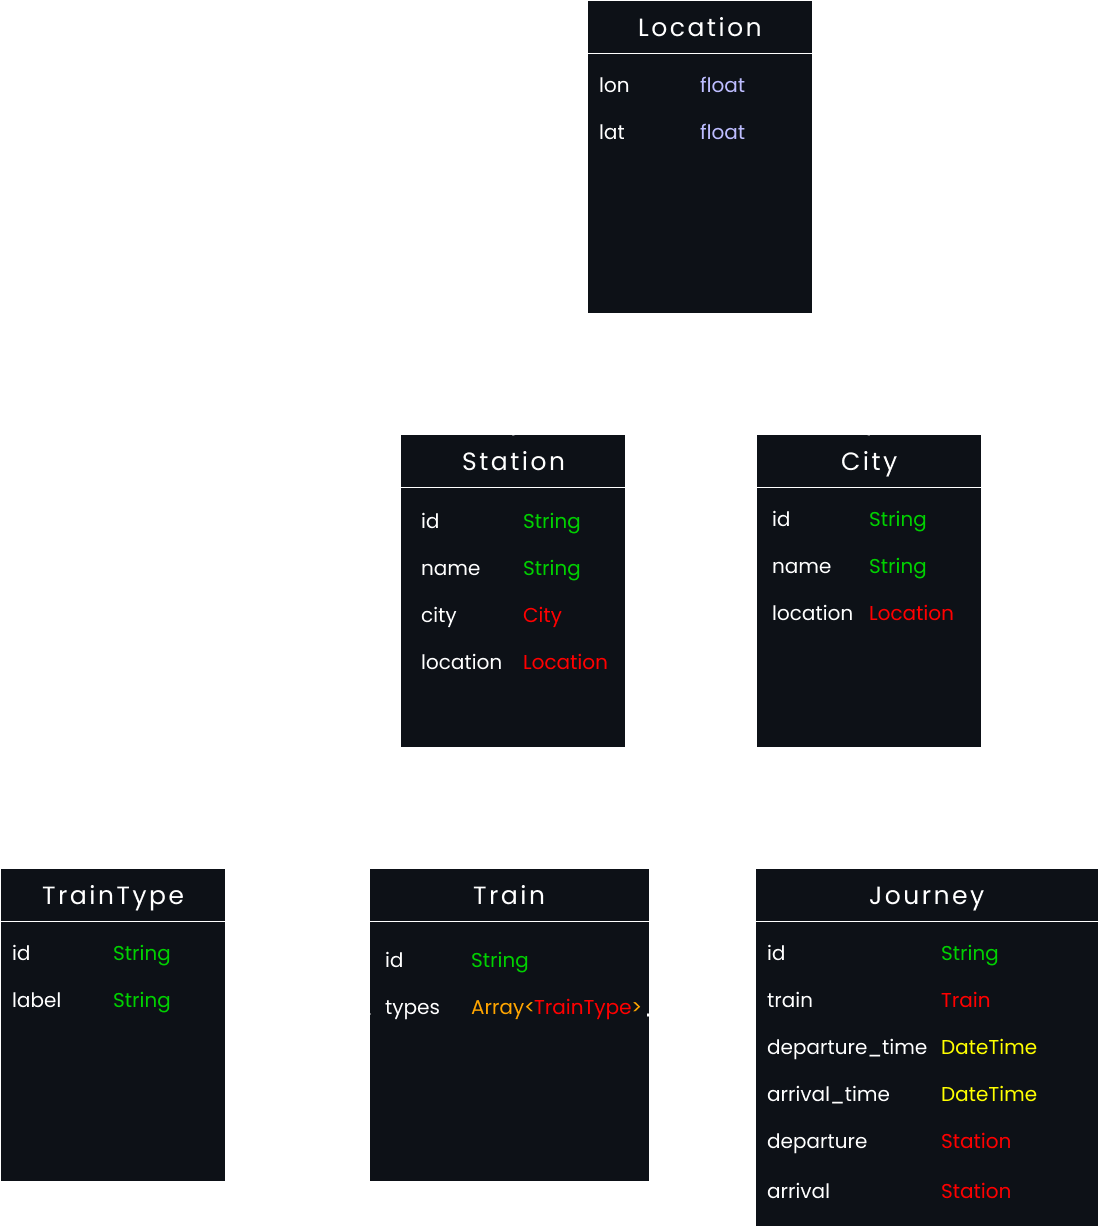 Location
lon float
lat float
Station
id String
name String
city City
location Location
City
id String
name String
location Location
TrainType
id String
label String
Train
id String
types Array<TrainType>
Journey
id String
train Train
departure_time DateTime
arrival_time DateTime
departure Station
arrival Station